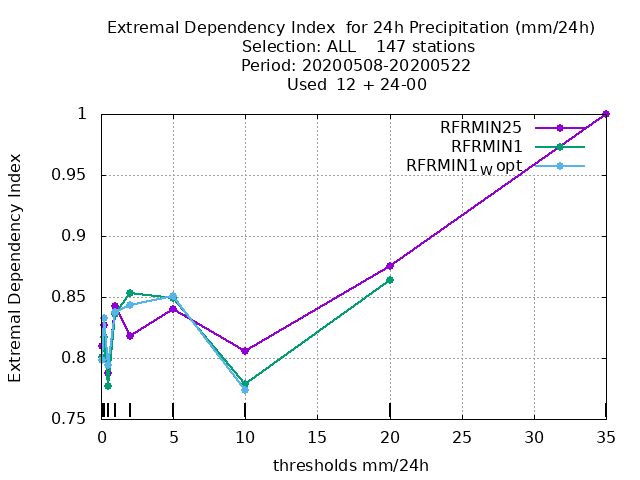 Extremal Dependency Index  for 24h Precipitation (mm/24h)
Selection: ALL    147 stations
Period: 20200508-20200522
Used  12 + 24-00
RFRMIN25
RFRMIN1
RFRMIN1W opt
Extremal Dependency Index
1
0.95
0.9
0.85
0.8
0.75
0 5 10 15 20 25 30 35
thresholds mm/24h